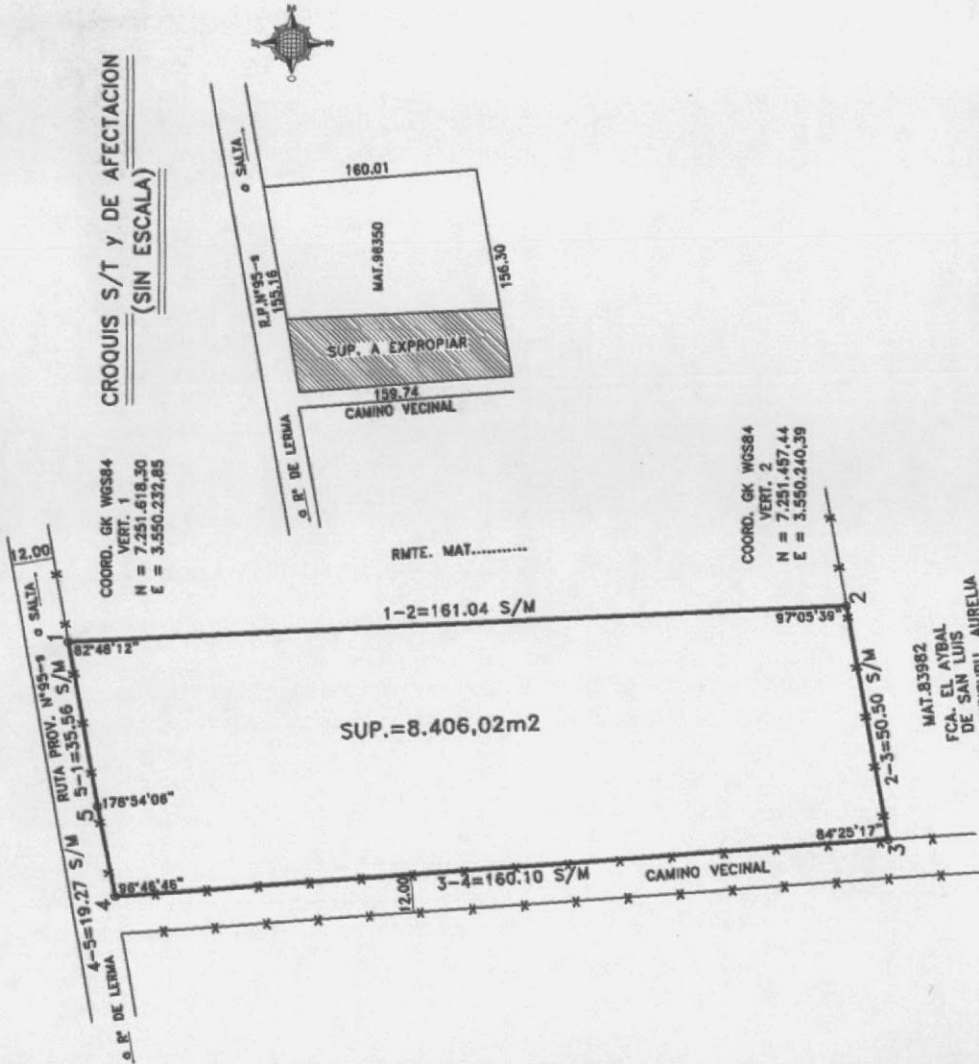 CROQUIS S/T y DE AFECTACION
(SIN ESCALA)
N
O
a SALTA
R.P.N°95-s
155.16
160.01
MAT.98350
156.30
SUP. A EXPROPIAR
159.74
CAMINO VECINAL
a R° DE LERMA
12.00
a SALTA
RUTA PROV. N°95-s
COORD. GK WGS84
VERT. 1
N = 7.251.618,30
E = 3.550.232,85
1
82°48'12"
5-1=35.56 S/M
5
178°54'06"
4-5=19.27 S/M
4
96°46'46"
a R° DE LERMA
RMTE. MAT...........
1-2=161.04 S/M
SUP.=8.406,02m2
COORD. GK WGS84
VERT. 2
N = 7.251.457,44
E = 3.550.240,39
97°05'39"
2
2-3=50.50 S/M
84°25'17"
3
3-4=160.10 S/M
12.00
CAMINO VECINAL
MAT.83982
FCA. EL AYBAL
DE SAN LUIS
AURELIA